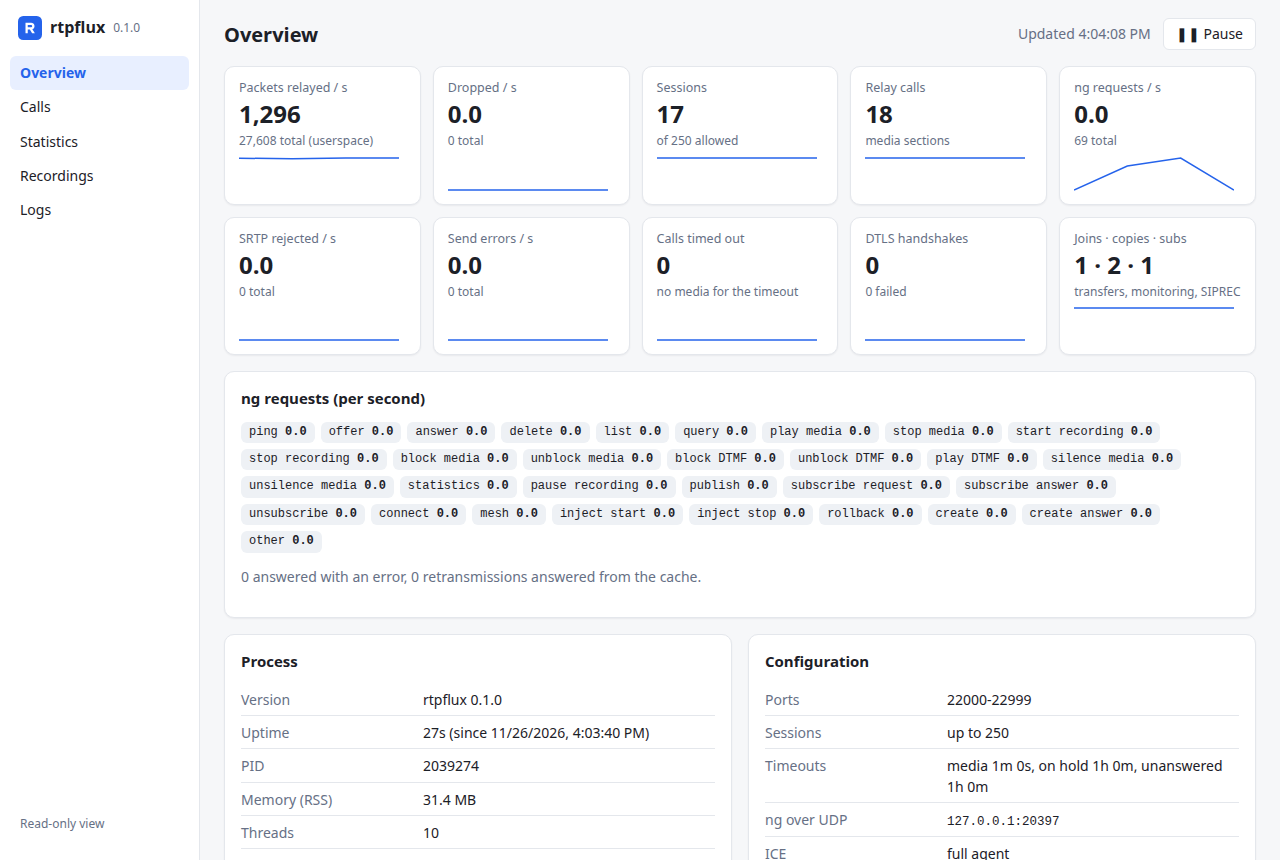 R rtpflux 0.1.0
Overview
Calls
Statistics
Recordings
Logs
Read-only view
Overview
Updated 4:04:08 PM
❚❚ Pause
Packets relayed / s
1,296
27,608 total (userspace)
Dropped / s
0.0
0 total
Sessions
17
of 250 allowed
Relay calls
18
media sections
ng requests / s
0.0
69 total
SRTP rejected / s
0.0
0 total
Send errors / s
0.0
0 total
Calls timed out
0
no media for the timeout
DTLS handshakes
0
0 failed
Joins · copies · subs
1 · 2 · 1
transfers, monitoring, SIPREC
ng requests (per second)
ping 0.0 offer 0.0 answer 0.0 delete 0.0 list 0.0 query 0.0 play media 0.0 stop media 0.0 start recording 0.0
stop recording 0.0 block media 0.0 unblock media 0.0 block DTMF 0.0 unblock DTMF 0.0 play DTMF 0.0 silence media 0.0
unsilence media 0.0 statistics 0.0 pause recording 0.0 publish 0.0 subscribe request 0.0 subscribe answer 0.0
unsubscribe 0.0 connect 0.0 mesh 0.0 inject start 0.0 inject stop 0.0 rollback 0.0 create 0.0 create answer 0.0
other 0.0
0 answered with an error, 0 retransmissions answered from the cache.
Process
Version rtpflux 0.1.0
Uptime 27s (since 11/26/2026, 4:03:40 PM)
PID 2039274
Memory (RSS) 31.4 MB
Threads 10
Configuration
Ports 22000-22999
Sessions up to 250
Timeouts media 1m 0s, on hold 1h 0m, unanswered
1h 0m
ng over UDP 127.0.0.1:20397
ICE full agent